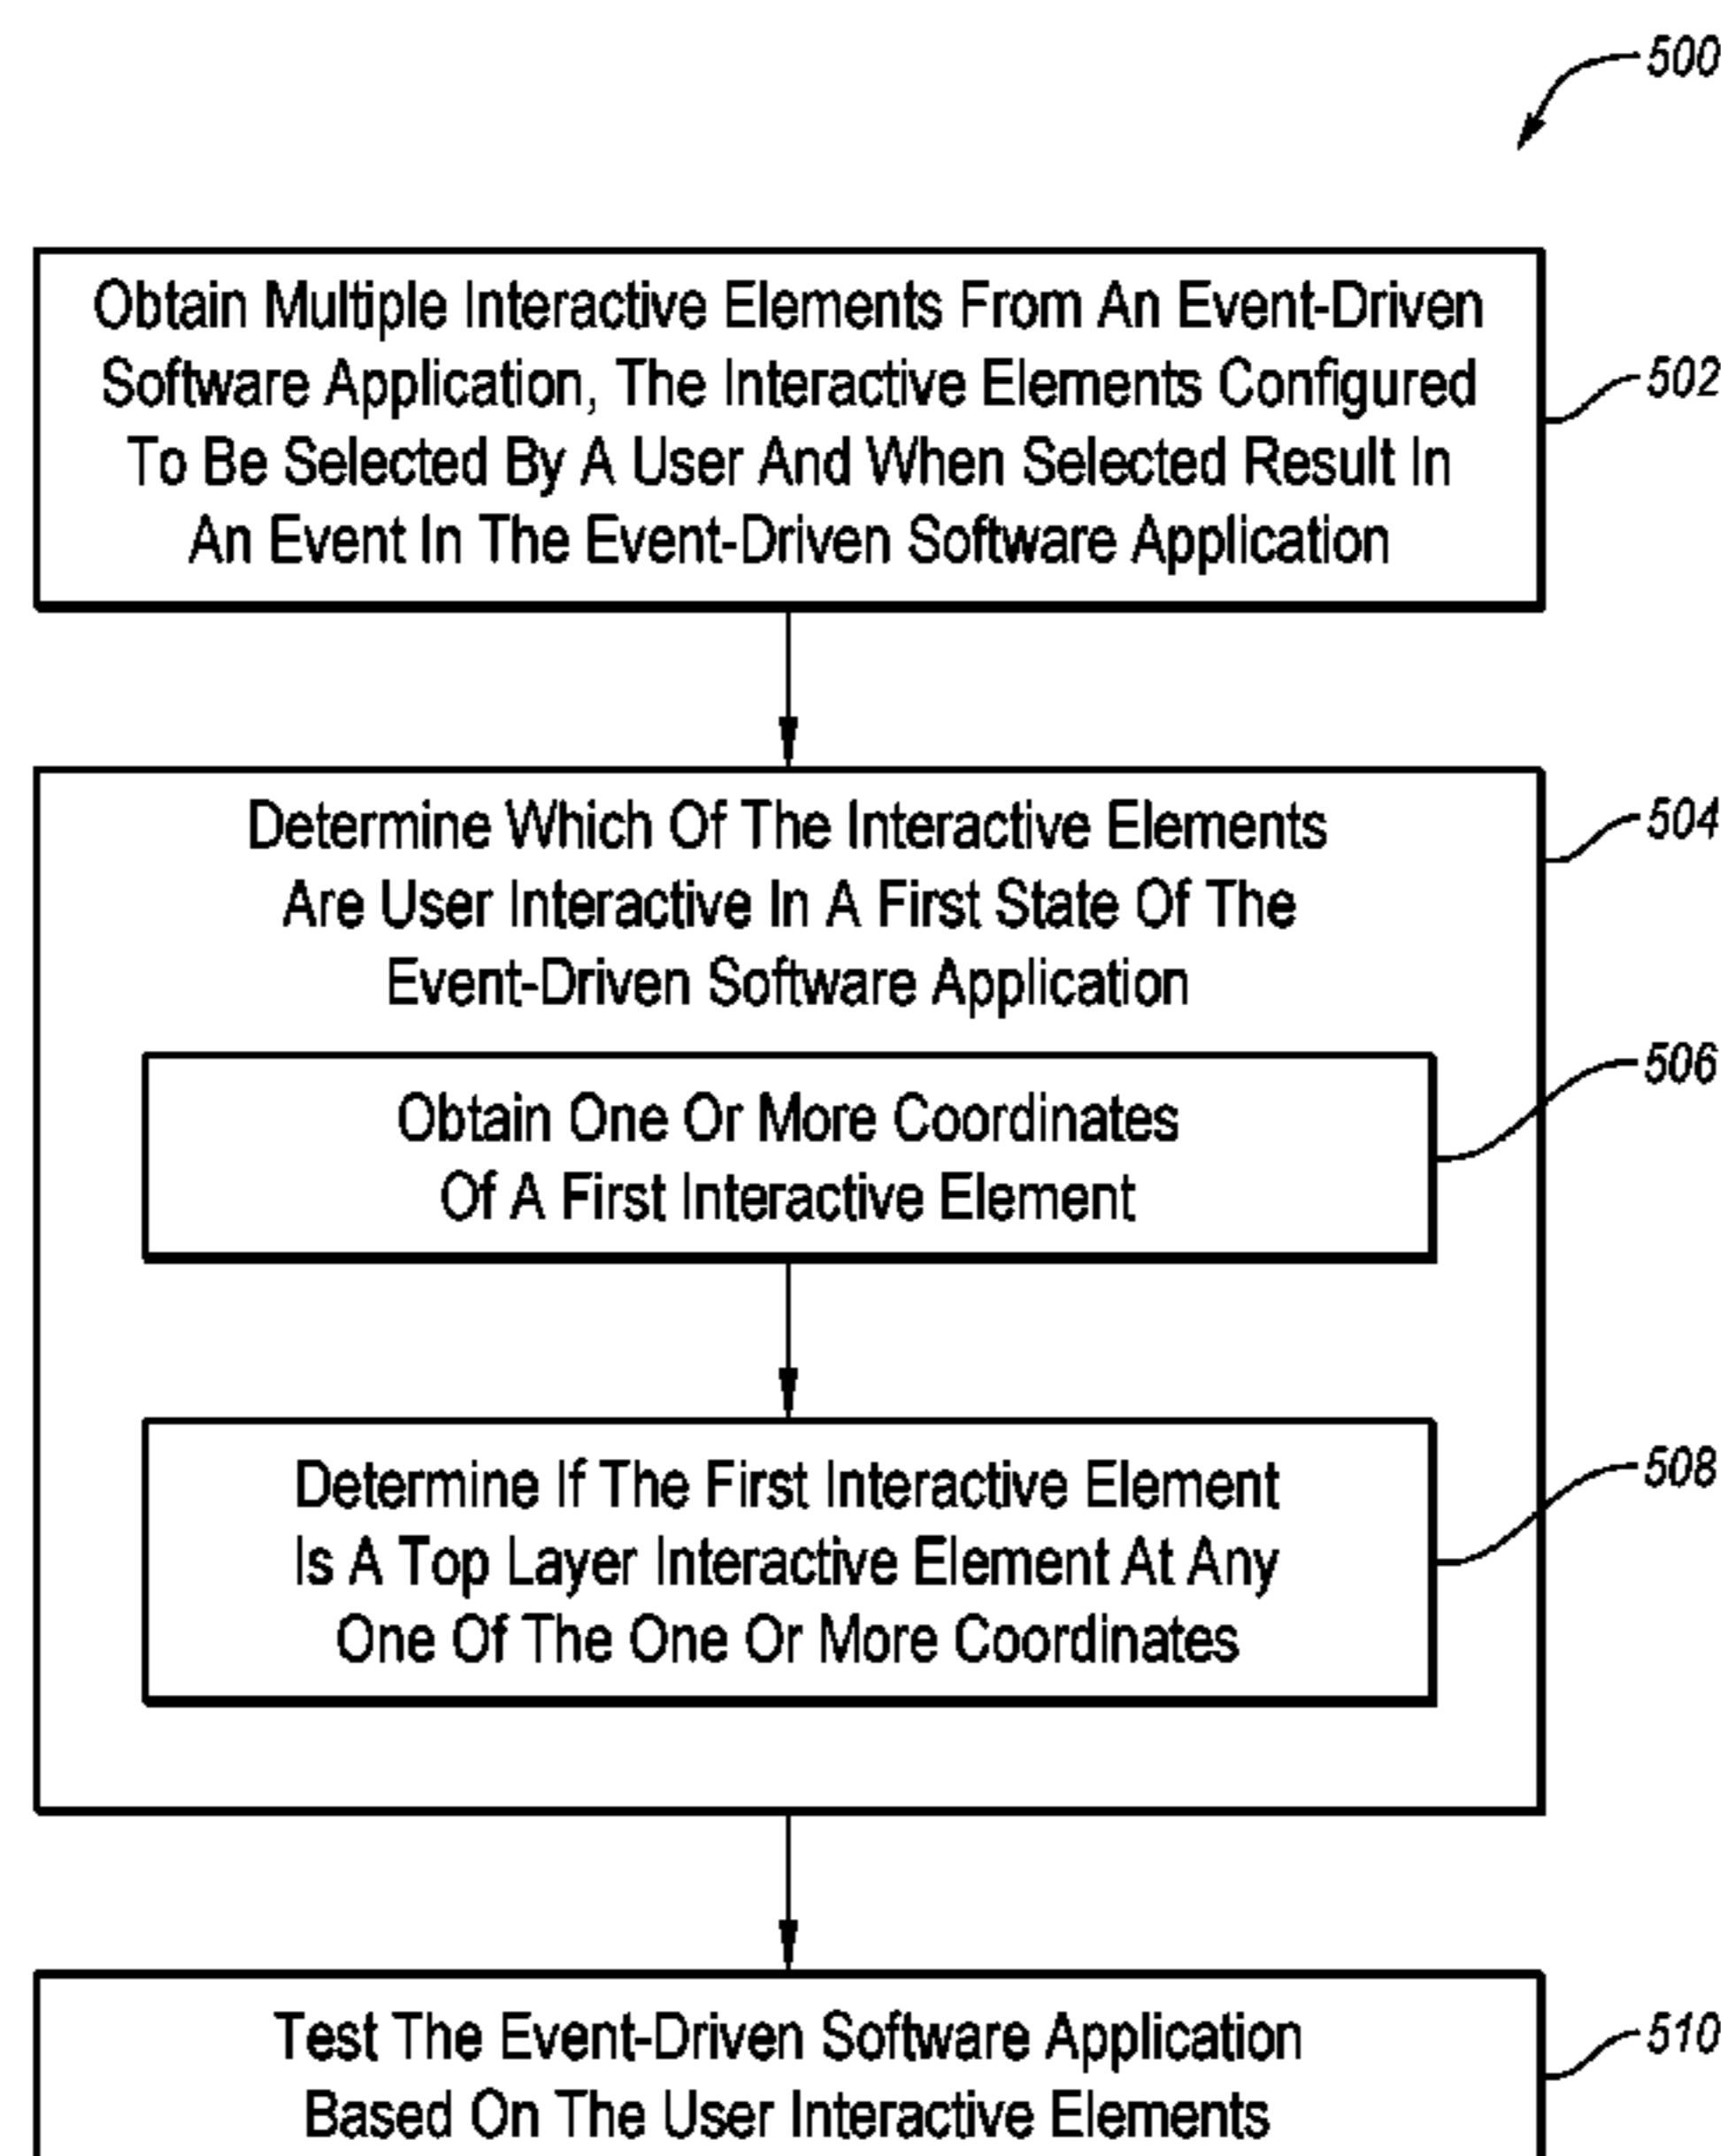 500
Obtain Multiple Interactive Elements From An Event-Driven
Software Application, The Interactive Elements Configured
To Be Selected By A User And When Selected Result In
An Event In The Event-Driven Software Application
502
Determine Which Of The Interactive Elements
Are User Interactive In A First State Of The
Event-Driven Software Application
504
Obtain One Or More Coordinates
Of A First Interactive Element
506
Determine If The First Interactive Element
Is A Top Layer Interactive Element At Any
One Of The One Or More Coordinates
508
Test The Event-Driven Software Application
Based On The User Interactive Elements
510